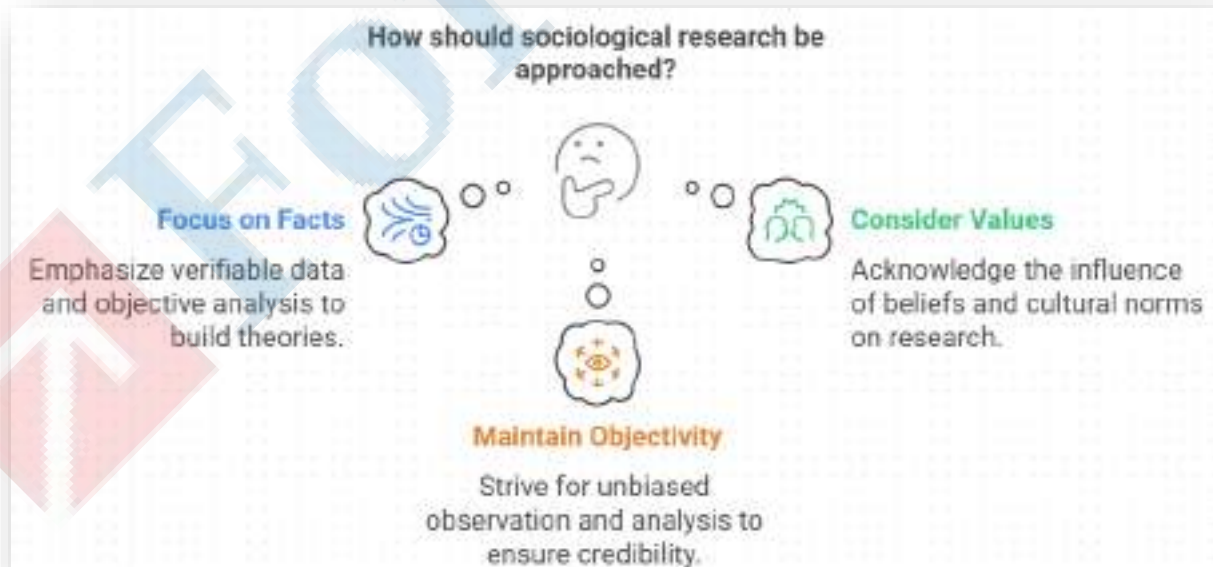 How should sociological research be
approached?
Focus on Facts
Emphasize verifiable data
and objective analysis to
build theories.
Consider Values
Acknowledge the influence
of beliefs and cultural norms
on research.
Maintain Objectivity
Strive for unbiased
observation and analysis to
ensure credibility.